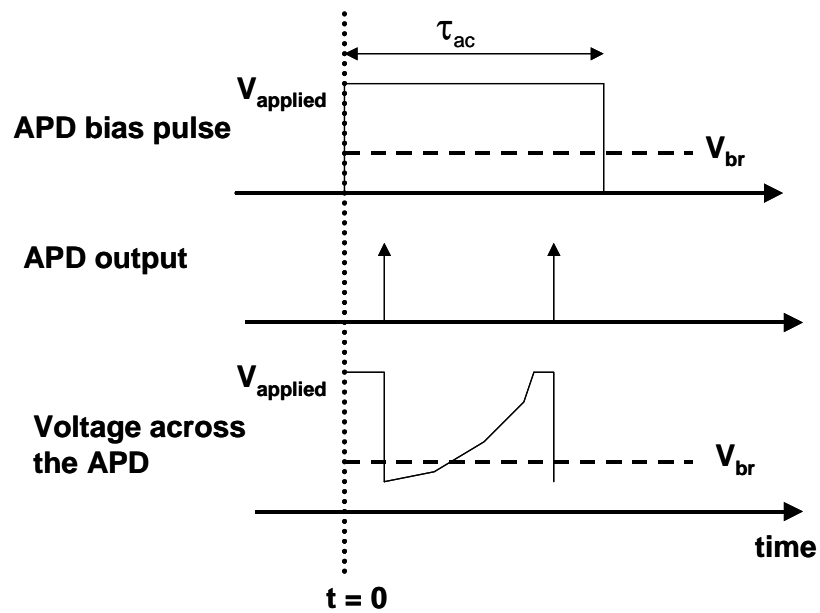 τac
Vapplied
APD bias pulse
Vbr
APD output
Vapplied
Voltage across
the APD
Vbr
time
t = 0